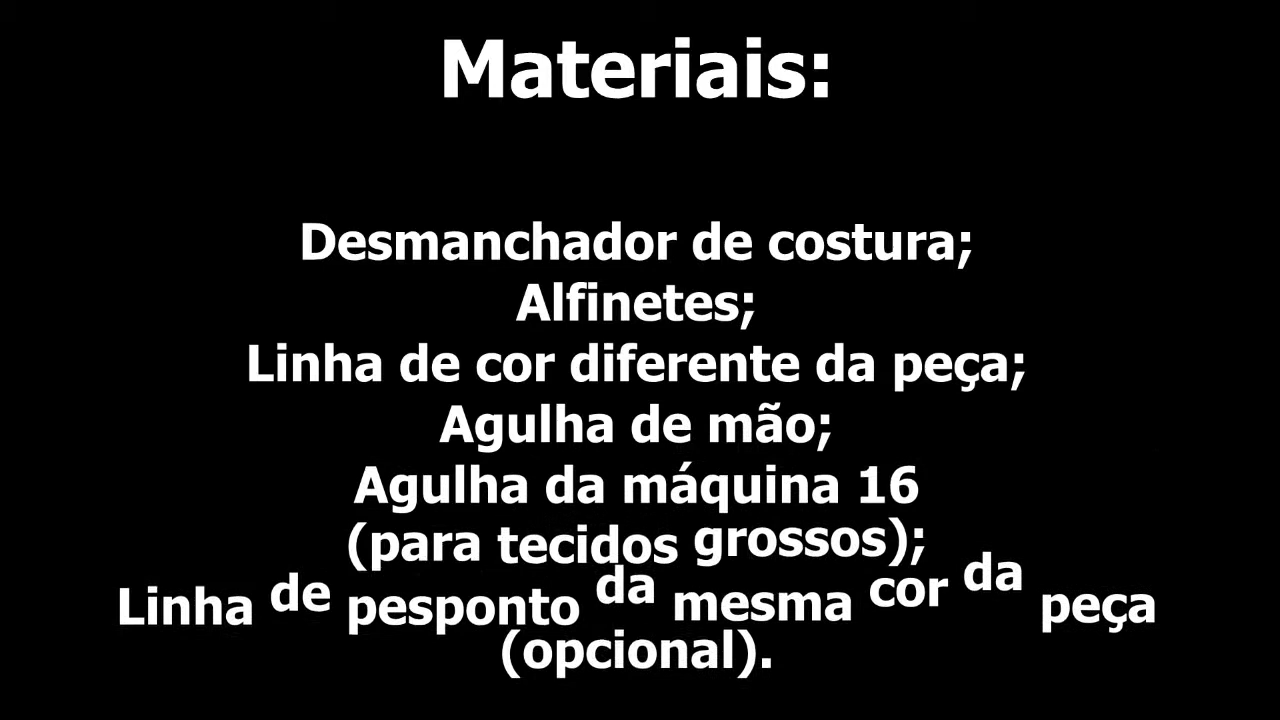 Materiais:
Desmanchador de costura;
Alfinetes;
Linha de cor diferente da peça;
Agulha de mão;
Agulha da máquina 16
(para tecidos grossos);
Linha de pesponto da mesma cor da peça
(opcional).